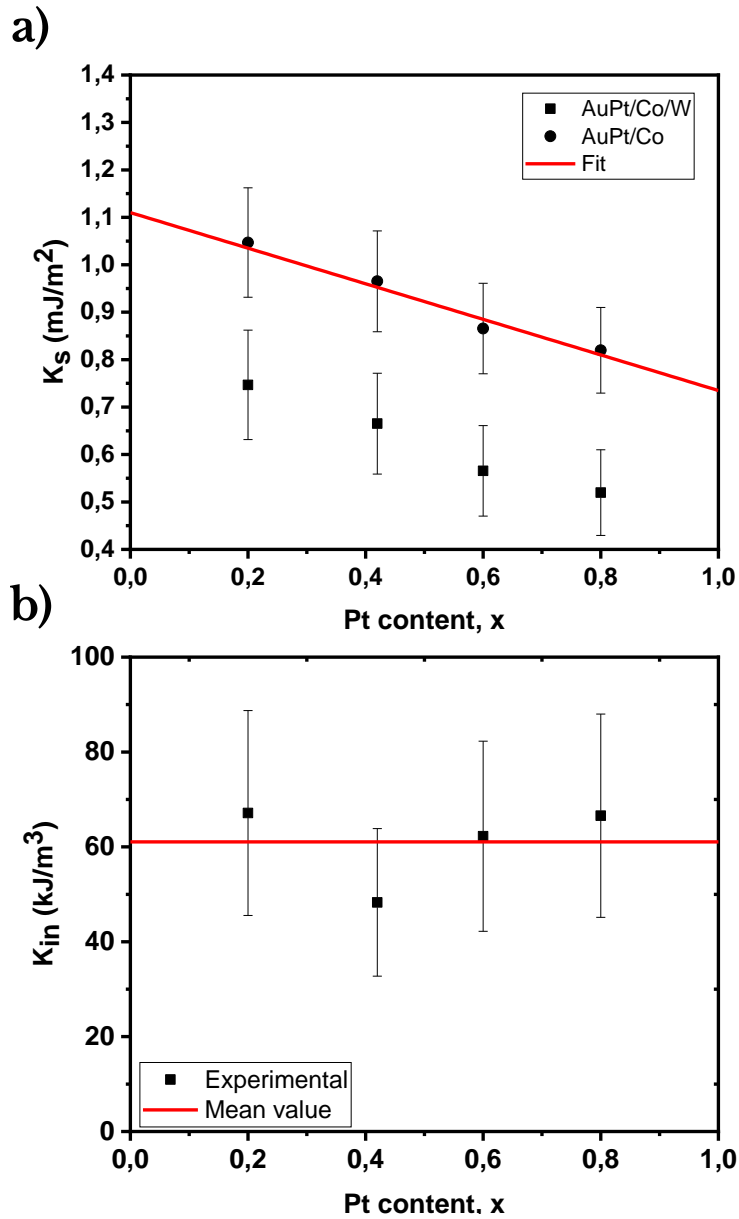 a)
1,4
1,3
1,2
1,1
1,0
0,9
0,8
0,7
0,6
0,5
0,4
Ks (mJ/m2)
AuPt/Co/W
AuPt/Co
Fit
0,0 0,2 0,4 0,6 0,8 1,0
Pt content, x
b)
100
80
60
40
20
0
Kin (kJ/m3)
Experimental
Mean value
0,0 0,2 0,4 0,6 0,8 1,0
Pt content, x